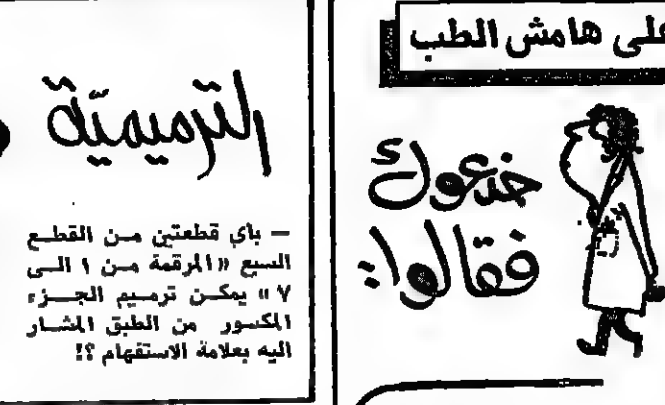 على هامش الطب
خدعوك
فقالوا:
الترميميّة
— بأي قطعتين من القطع
السبع «المرقمة من ١ الى
٧» يمكن ترميم الجزء
المكسور من الطبق المشار
اليه بعلامة الاستفهام ؟!